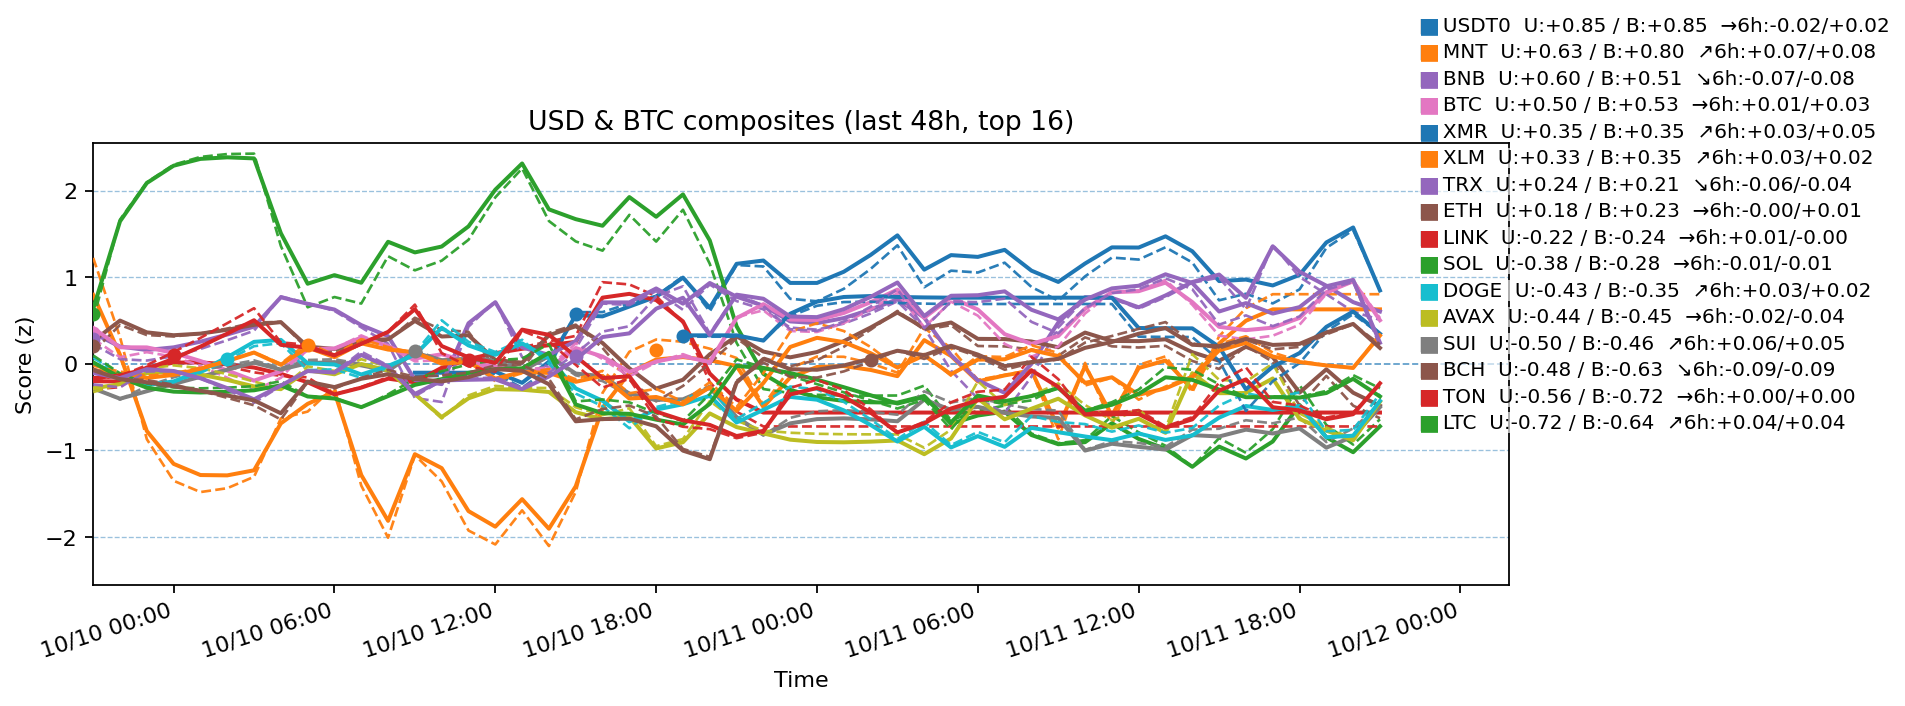 USDT0 U:+0.85 / B:+0.85 →6h:-0.02/+0.02
MNT U:+0.63 / B:+0.80 ↗6h:+0.07/+0.08
BNB U:+0.60 / B:+0.51 ↘6h:-0.07/-0.08
BTC U:+0.50 / B:+0.53 →6h:+0.01/+0.03
XMR U:+0.35 / B:+0.35 ↗6h:+0.03/+0.05
XLM U:+0.33 / B:+0.35 ↗6h:+0.03/+0.02
TRX U:+0.24 / B:+0.21 ↘6h:-0.06/-0.04
ETH U:+0.18 / B:+0.23 →6h:-0.00/+0.01
LINK U:-0.22 / B:-0.24 →6h:+0.01/-0.00
SOL U:-0.38 / B:-0.28 →6h:-0.01/-0.01
DOGE U:-0.43 / B:-0.35 ↗6h:+0.03/+0.02
AVAX U:-0.44 / B:-0.45 →6h:-0.02/-0.04
SUI U:-0.50 / B:-0.46 ↗6h:+0.06/+0.05
BCH U:-0.48 / B:-0.63 ↘6h:-0.09/-0.09
TON U:-0.56 / B:-0.72 →6h:+0.00/+0.00
LTC U:-0.72 / B:-0.64 ↗6h:+0.04/+0.04
USD & BTC composites (last 48h, top 16)
Score (z)
2
1
0
−1
−2
10/10 00:00
10/10 06:00
10/10 12:00
10/10 18:00
10/11 00:00
10/11 06:00
10/11 12:00
10/11 18:00
10/12 00:00
Time